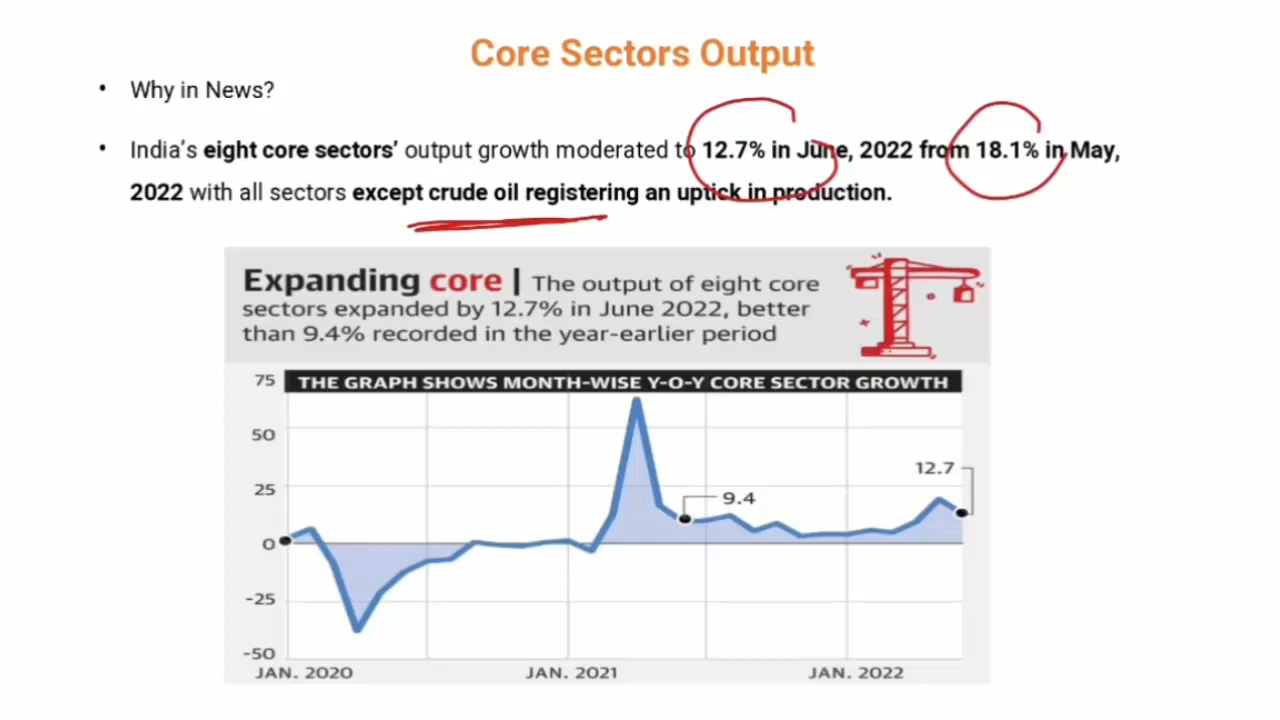 Core Sectors Output
• Why in News?
• India's eight core sectors' output growth moderated to 12.7% in June, 2022 from 18.1% in May,
2022 with all sectors except crude oil registering an uptick in production.
Expanding core | The output of eight core
sectors expanded by 12.7% in June 2022, better
than 9.4% recorded in the year-earlier period
THE GRAPH SHOWS MONTH-WISE Y-O-Y CORE SECTOR GROWTH
75
50
25
0
-25
-50
9.4
12.7
JAN. 2020
JAN. 2021
JAN. 2022